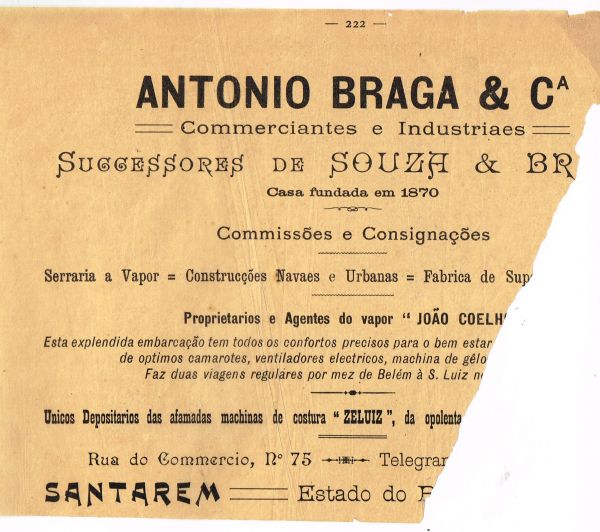 — 222 —
ANTONIO BRAGA & Cᴬ
Commerciantes e Industriaes
SUCCESSORES DE SOUZA & BR
Casa fundada em 1870
Commissões e Consignações
Serraria a Vapor = Construcções Navaes e Urbanas = Fabrica de Sup
Proprietarios e Agentes do vapor " JOÃO COELH
Esta explendida embarcação tem todos os confortos precisos para o bem estar
de optimos camarotes, ventiladores electricos, machina de gêlo
Faz duas viagens regulares por mez de Belém à S. Luiz n
Unicos Depositarios das afamadas machinas de costura " ZELUIZ ", da opolenta
Rua do Commercio, Nº 75 Telegram
SANTAREM Estado do P